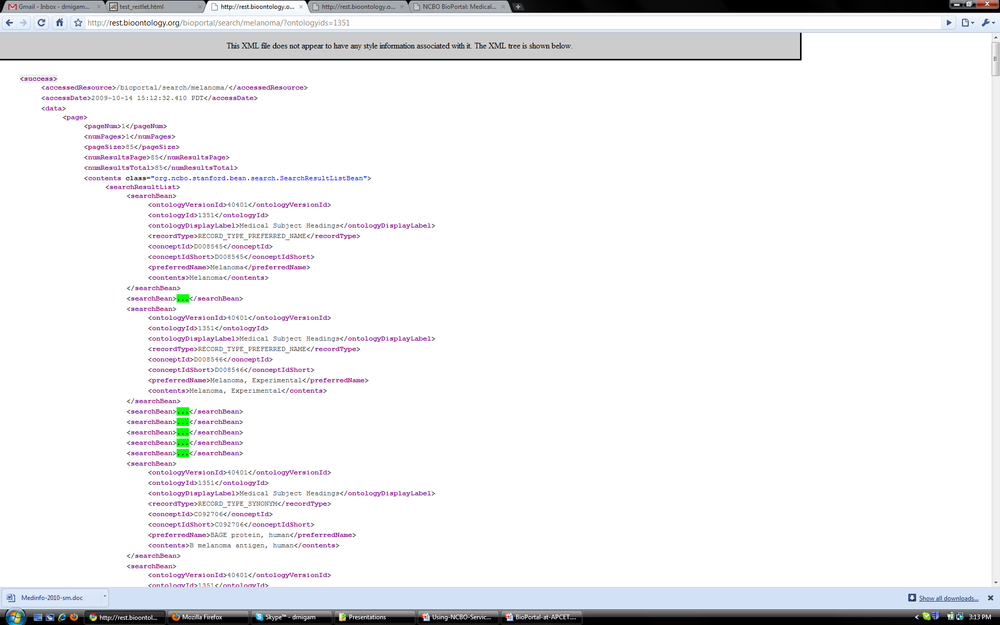 Gmail - Inbox - drnigam...
test_restlet.html
http://rest.bioontology.o...
http://rest.bioontology.o...
NCBO BioPortal: Medical...
http://rest.bioontology.org/bioportal/search/melanoma/?ontologyids=1351
This XML file does not appear to have any style information associated with it. The XML tree is shown below.
<success>
<accessedResource>/bioportal/search/melanoma/</accessedResource>
<accessDate>2009-10-14 15:12:32.410 PDT</accessDate>
<data>
<page>
<pageNum>1</pageNum>
<numPages>1</numPages>
<pageSize>85</pageSize>
<numResultsPage>85</numResultsPage>
<numResultsTotal>85</numResultsTotal>
<contents class="org.ncbo.stanford.bean.search.SearchResultListBean">
<searchResultList>
<searchBean>
<ontologyVersionId>40401</ontologyVersionId>
<ontologyId>1351</ontologyId>
<ontologyDisplayLabel>Medical Subject Headings</ontologyDisplayLabel>
<recordType>RECORD_TYPE_PREFERRED_NAME</recordType>
<conceptId>D008545</conceptId>
<conceptIdShort>D008545</conceptIdShort>
<preferredName>Melanoma</preferredName>
<contents>Melanoma</contents>
</searchBean>
<searchBean>...</searchBean>
<searchBean>
<ontologyVersionId>40401</ontologyVersionId>
<ontologyId>1351</ontologyId>
<ontologyDisplayLabel>Medical Subject Headings</ontologyDisplayLabel>
<recordType>RECORD_TYPE_PREFERRED_NAME</recordType>
<conceptId>D008546</conceptId>
<conceptIdShort>D008546</conceptIdShort>
<preferredName>Melanoma, Experimental</preferredName>
<contents>Melanoma, Experimental</contents>
</searchBean>
<searchBean>...</searchBean>
<searchBean>...</searchBean>
<searchBean>...</searchBean>
<searchBean>...</searchBean>
<searchBean>...</searchBean>
<searchBean>
<ontologyVersionId>40401</ontologyVersionId>
<ontologyId>1351</ontologyId>
<ontologyDisplayLabel>Medical Subject Headings</ontologyDisplayLabel>
<recordType>RECORD_TYPE_SYNONYM</recordType>
<conceptId>C092706</conceptId>
<conceptIdShort>C092706</conceptIdShort>
<preferredName>BAGE protein, human</preferredName>
<contents>B melanoma antigen, human</contents>
</searchBean>
<searchBean>
<ontologyVersionId>40401</ontologyVersionId>
<ontologyId>1351</ontologyId>
Medinfo-2010-sm.doc
Show all downloads...
http://rest.bioontol...
Mozilla Firefox
Skype™ - drnigam
Presentations
Using-NCBO-Servic...
BioPortal-at-APCET....
3:13 PM